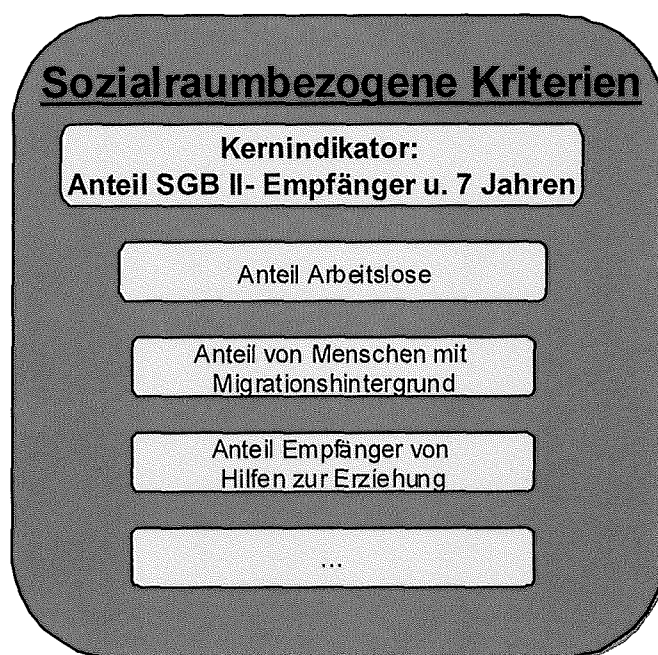 Sozialraumbezogene Kriterien
Kernindikator:
Anteil SGB II- Empfänger u. 7 Jahren
Anteil Arbeitslose
Anteil von Menschen mit
Migrationshintergrund
Anteil Empfänger von
Hilfen zur Erziehung
...